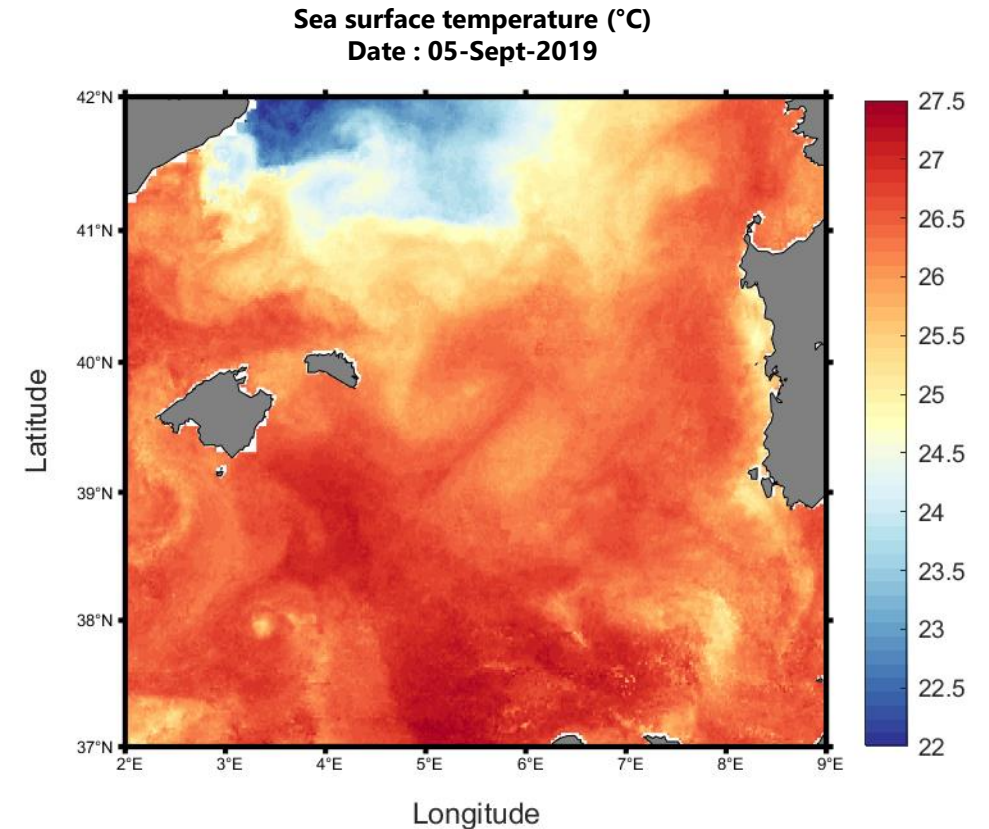 Sea surface temperature (°C)
Date : 05-Sept-2019
42°N
41°N
40°N
39°N
38°N
37°N
Latitude
2°E
3°E
4°E
5°E
6°E
7°E
8°E
9°E
Longitude
27.5
27
26.5
26
25.5
25
24.5
24
23.5
23
22.5
22